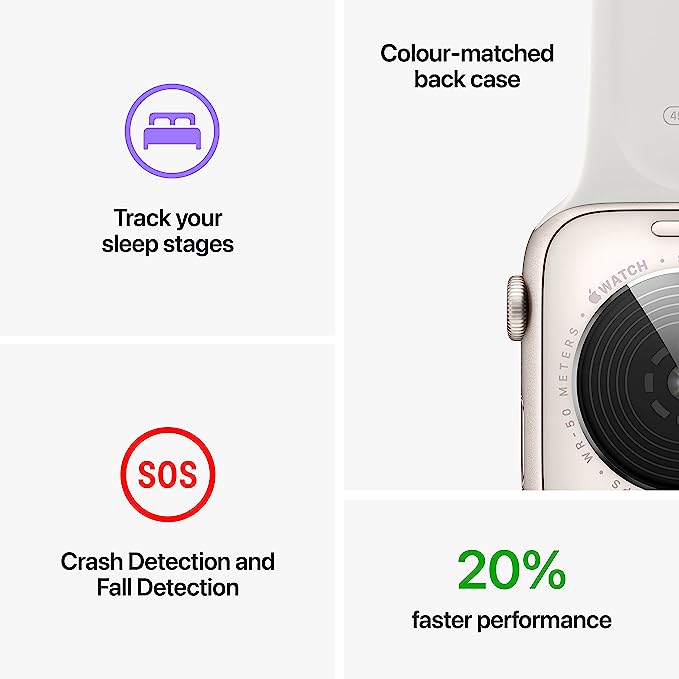 Track your
sleep stages
Colour-matched
back case
45
WATCH
WR-50 METERS
SOS
Crash Detection and
Fall Detection
20%
faster performance